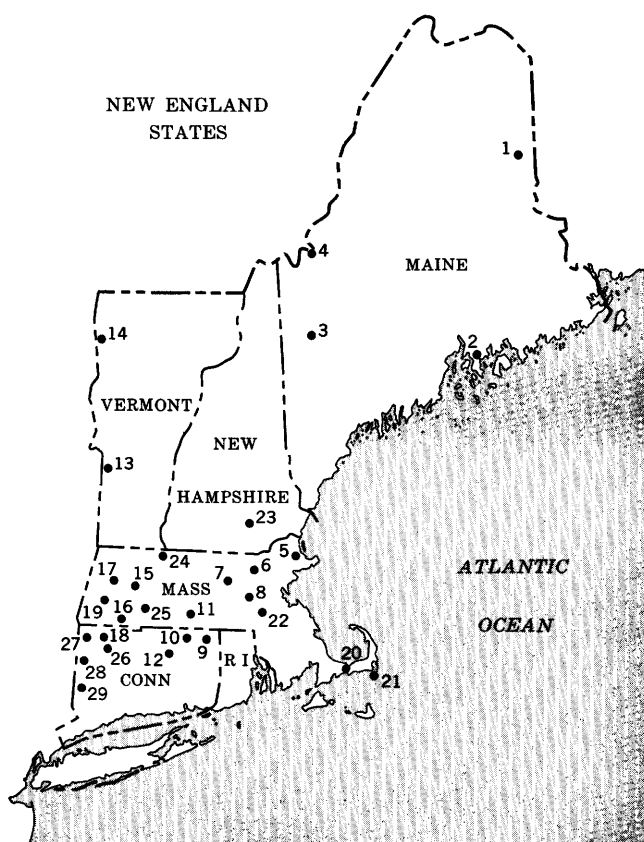 NEW ENGLAND
STATES
1
4
MAINE
14
3
2
VERMONT
NEW
13
HAMPSHIRE
23
24
5
6
17
15
MASS
7
ATLANTIC
19
16
25
11
8
22
OCEAN
27
18
10
9
26
12
R I
20
28
CONN
21
29